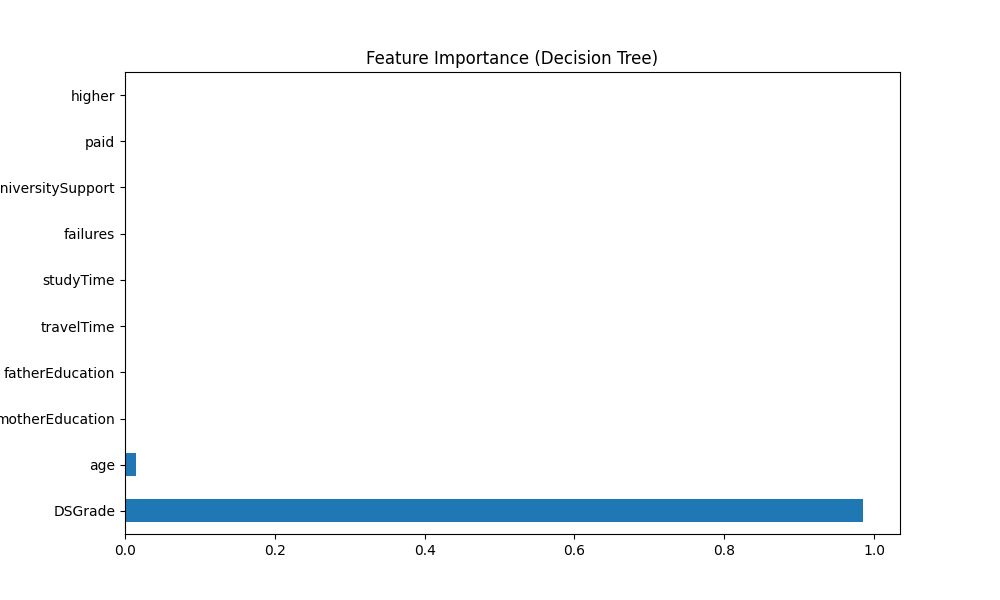 Feature Importance (Decision Tree)
higher
paid
niversitySupport
failures
studyTime
travelTime
fatherEducation
motherEducation
age
DSGrade
0.0 0.2 0.4 0.6 0.8 1.0